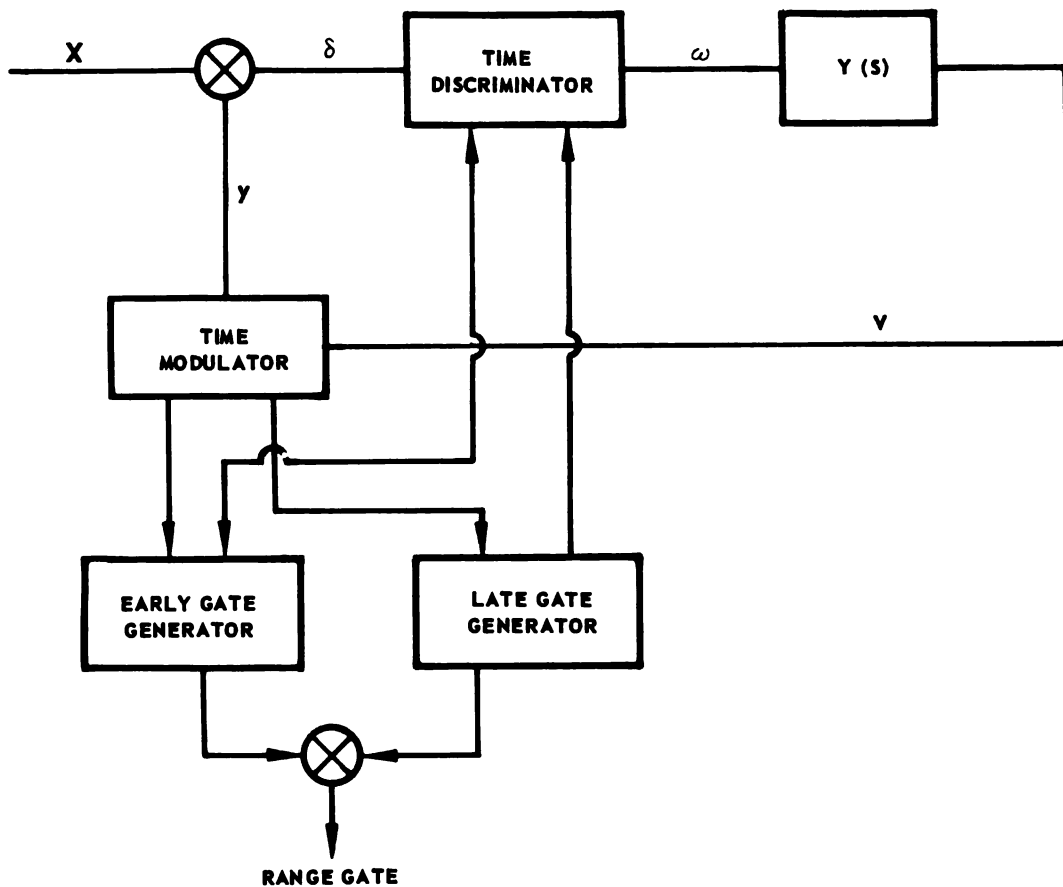 X
δ
TIME
DISCRIMINATOR
ω
Y (S)
y
TIME
MODULATOR
V
EARLY GATE
GENERATOR
LATE GATE
GENERATOR
RANGE GATE